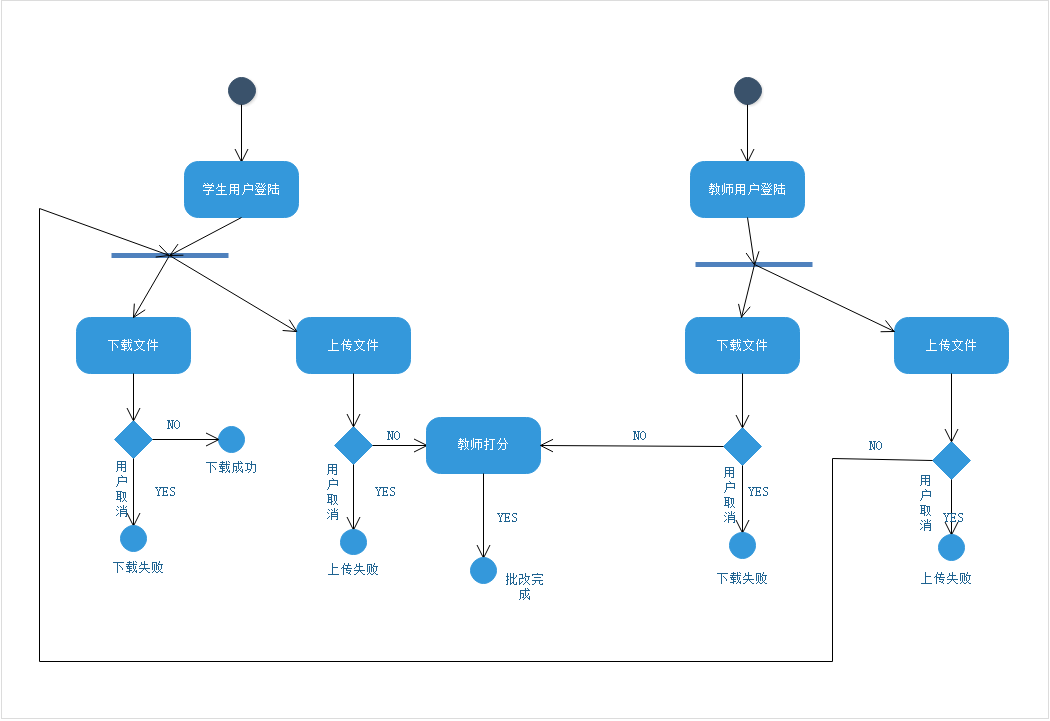 学生用户登陆
教师用户登陆
下载文件
上传文件
下载文件
上传文件
NO
下载成功
用
户
取
消
YES
下载失败
NO
用
户
取
消
YES
上传失败
教师打分
YES
批改完
成
NO
用
户
取
消
YES
下载失败
NO
用
户
取
消
YES
上传失败